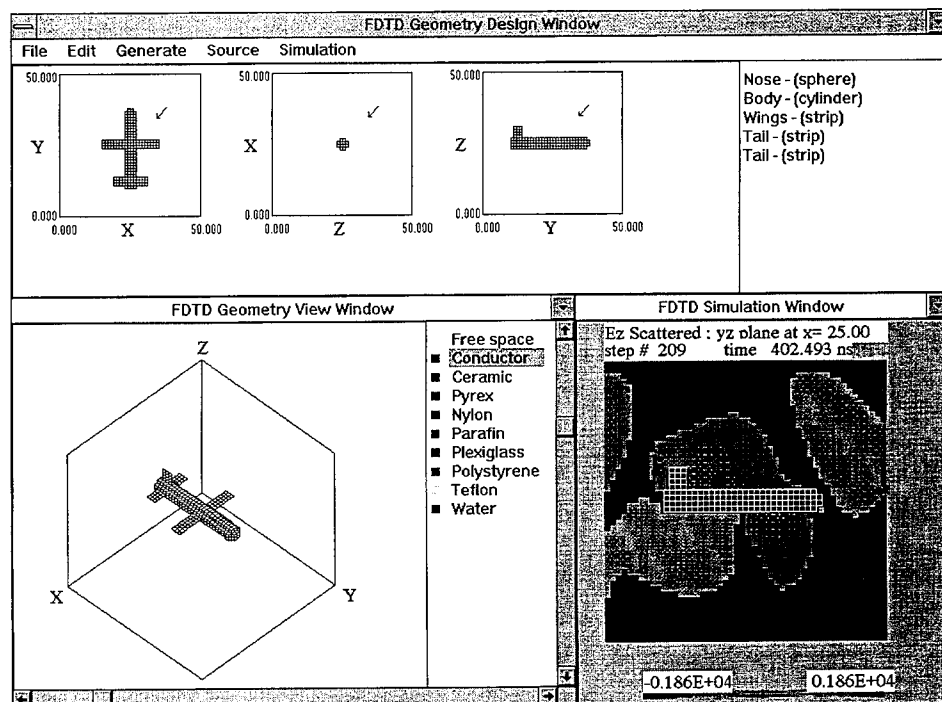 FDTD Geometry Design Window
File Edit Generate Source Simulation
50.000 50.000 50.000
Y X Z
0.000 0.000 0.000
0.000 50.000 0.000 50.000 0.000 50.000
X Z Y
Nose - (sphere)
Body - (cylinder)
Wings - (strip)
Tail - (strip)
Tail - (strip)
FDTD Geometry View Window
Z
X
Y
Free space
Conductor
Ceramic
Pyrex
Nylon
Parafin
Plexiglass
Polystyrene
Teflon
Water
FDTD Simulation Window
Ez Scattered : yz plane at x= 25.00
step # 209 time 402.493 ns
-0.186E+04 0.186E+04